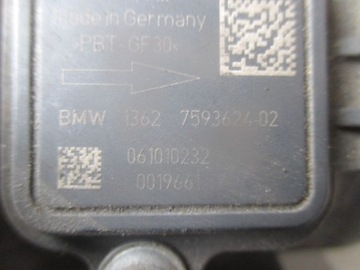 Made in Germany
>PBT-GF30<
BMW 1362 7593624-02
061010232
0019661